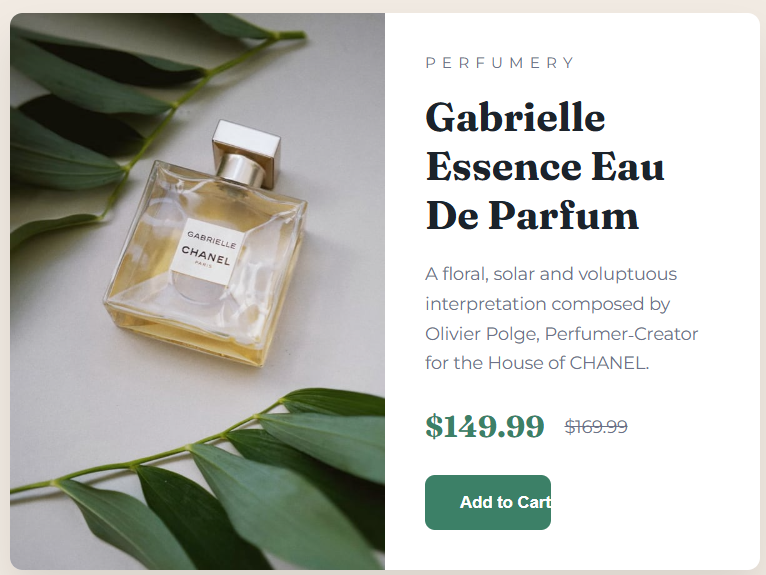 GABRIELLE
CHANEL
PARIS
PERFUMERY
Gabrielle
Essence Eau
De Parfum
A floral, solar and voluptuous
interpretation composed by
Olivier Polge, Perfumer-Creator
for the House of CHANEL.
$149.99 $169.99
Add to Cart